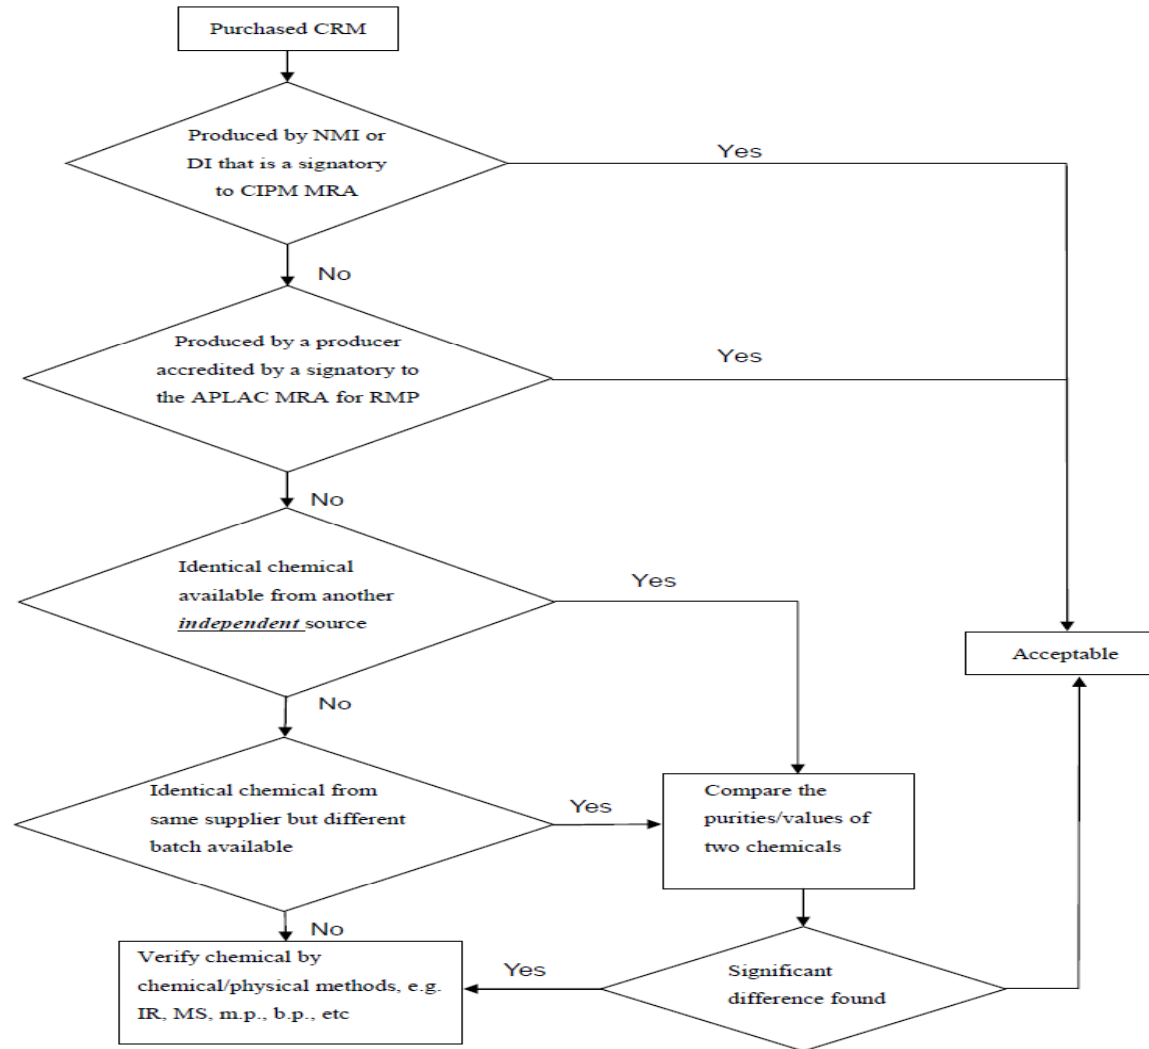 Purchased CRM
Produced by NMI or
DI that is a signatory
to CIPM MRA
Yes
No
Produced by a producer
accredited by a signatory to
the APLAC MRA for RMP
Yes
No
Identical chemical
available from another
independent source
Yes
Acceptable
No
Identical chemical from
same supplier but different
batch available
Yes
Compare the
purities/values of
two chemicals
No
Verify chemical by
chemical/physical methods, e.g.
IR, MS, m.p., b.p., etc
Yes
Significant
difference found